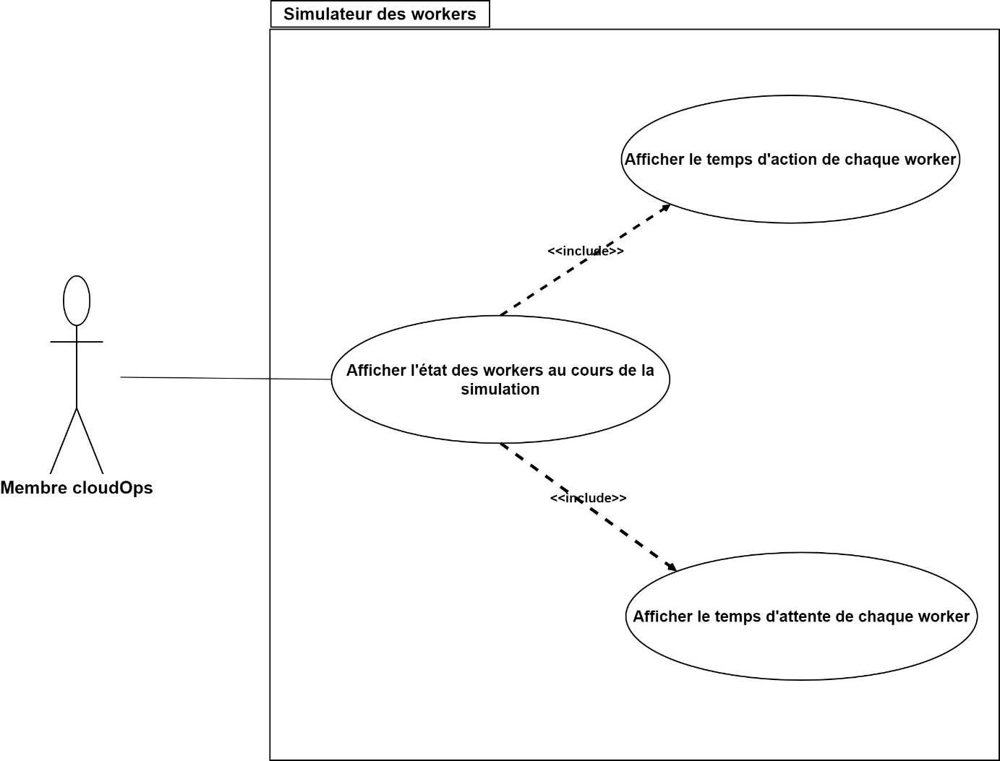 Simulateur des workers
Afficher le temps d'action de chaque worker
<<include>>
Afficher l'état des workers au cours de la
simulation
Membre cloudOps
<<include>>
Afficher le temps d'attente de chaque worker